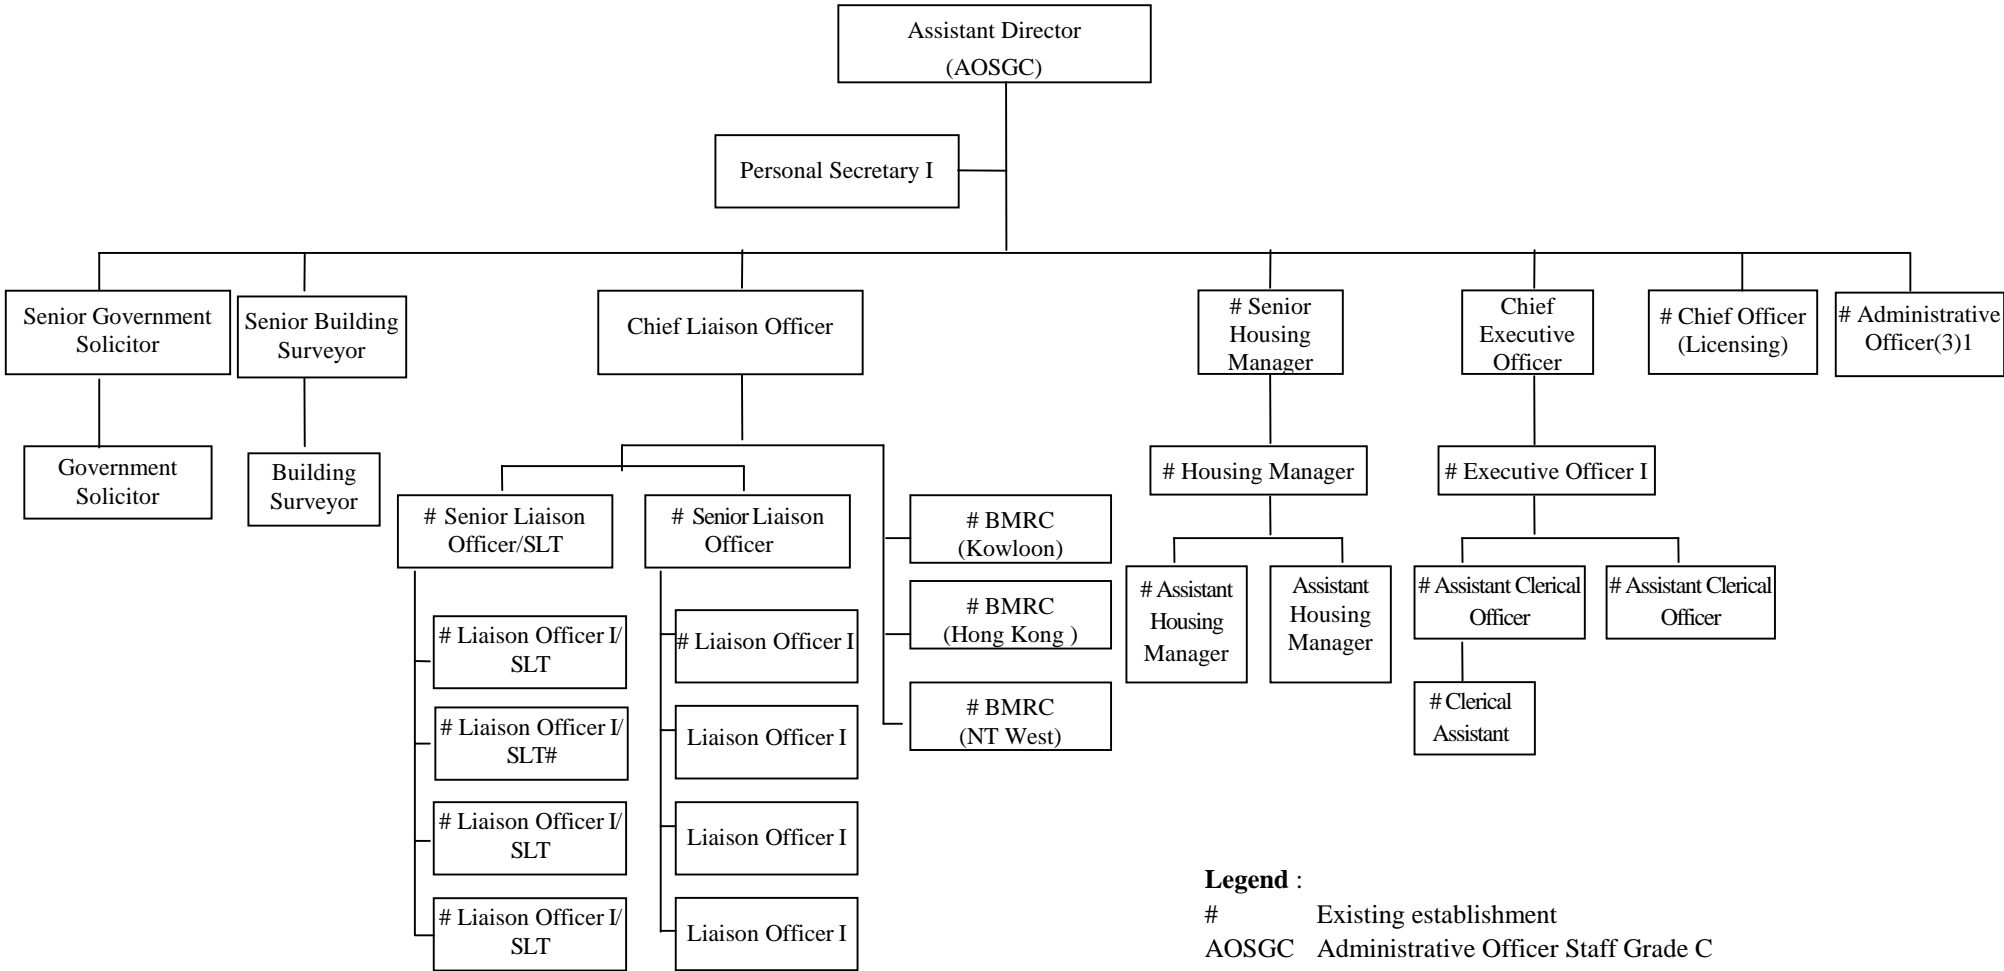 Assistant Director
(AOSGC)
Personal Secretary I
Senior Government
Solicitor
Senior Building
Surveyor
Chief Liaison Officer
# Senior
Housing
Manager
Chief
Executive
Officer
# Chief Officer
(Licensing)
# Administrative
Officer(3)1
Government
Solicitor
Building
Surveyor
# Housing Manager
# Executive Officer I
# Senior Liaison
Officer/SLT
# Senior Liaison
Officer
# BMRC
(Kowloon)
# BMRC
(Hong Kong )
# BMRC
(NT West)
# Liaison Officer I/
SLT
# Liaison Officer I/
SLT#
# Liaison Officer I/
SLT
# Liaison Officer I/
SLT
# Liaison Officer I
Liaison Officer I
Liaison Officer I
Liaison Officer I
# Assistant
Housing
Manager
Assistant
Housing
Manager
# Assistant Clerical
Officer
# Assistant Clerical
Officer
# Clerical
Assistant
Legend :
# Existing establishment
AOSGC Administrative Officer Staff Grade C